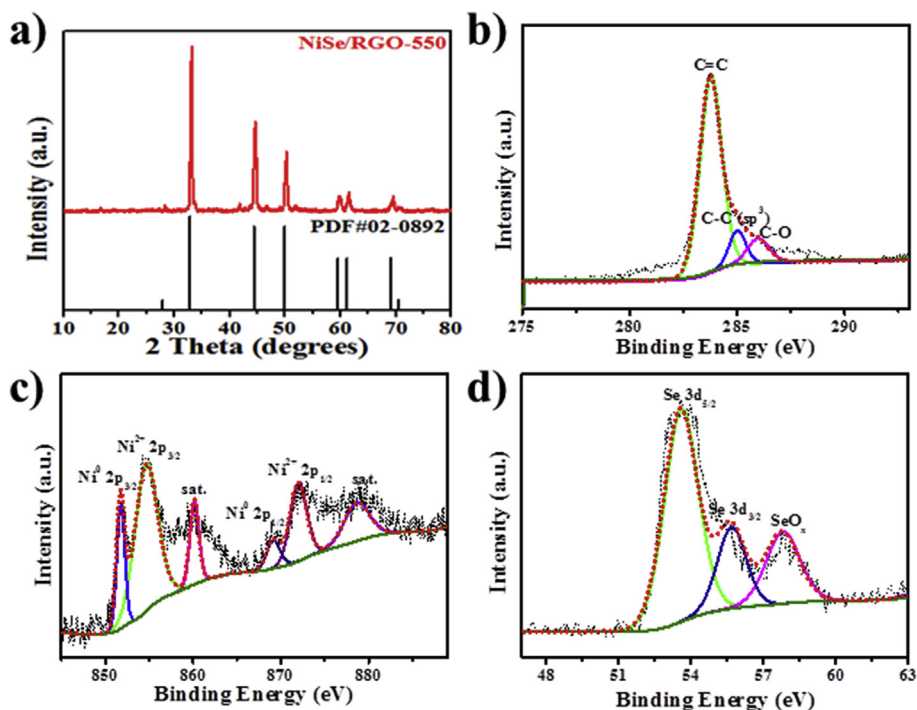 a)
NiSe/RGO-550
PDF#02-0892
Intensity (a.u.)
10 20 30 40 50 60 70 80
2 Theta (degrees)
b)
C=C
C-C (sp³)
C-O
Intensity (a.u.)
275 280 285 290
Binding Energy (eV)
c)
Ni⁰ 2p₃/₂
Ni²⁺ 2p₃/₂
sat.
Ni⁰ 2p₁/₂
Ni²⁺ 2p₁/₂
sat.
Intensity (a.u.)
850 860 870 880
Binding Energy (eV)
d)
Se 3d₅/₂
Se 3d₃/₂
SeOₓ
Intensity (a.u.)
48 51 54 57 60 63
Binding Energy (eV)